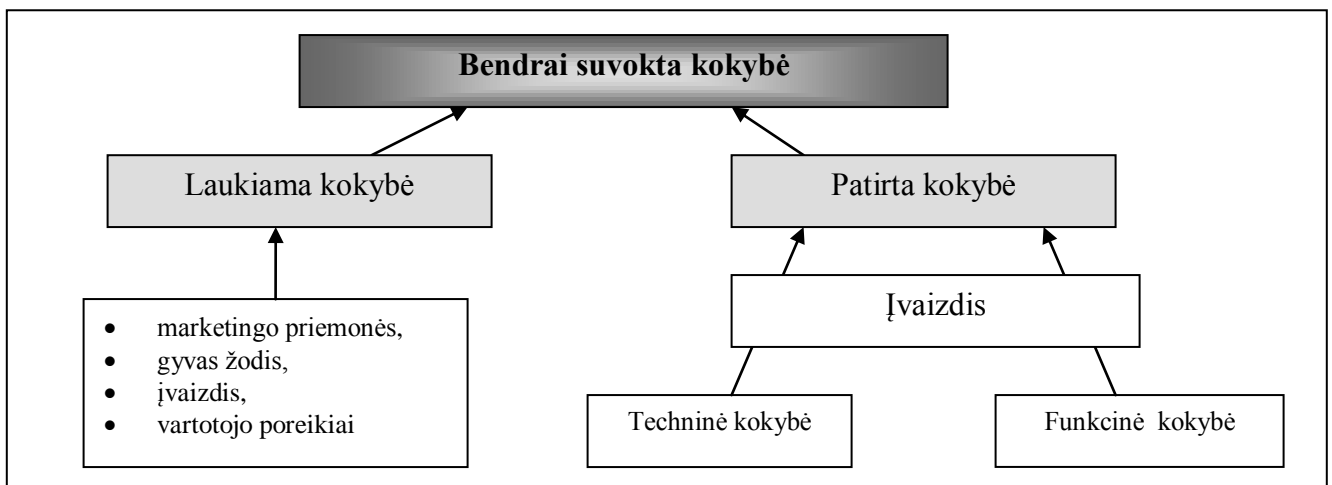 Bendrai suvokta kokybė
Laukiama kokybė
Patirta kokybė
• marketingo priemonės,
• gyvas žodis,
• įvaizdis,
• vartotojo poreikiai
Įvaizdis
Techninė kokybė
Funkcinė kokybė